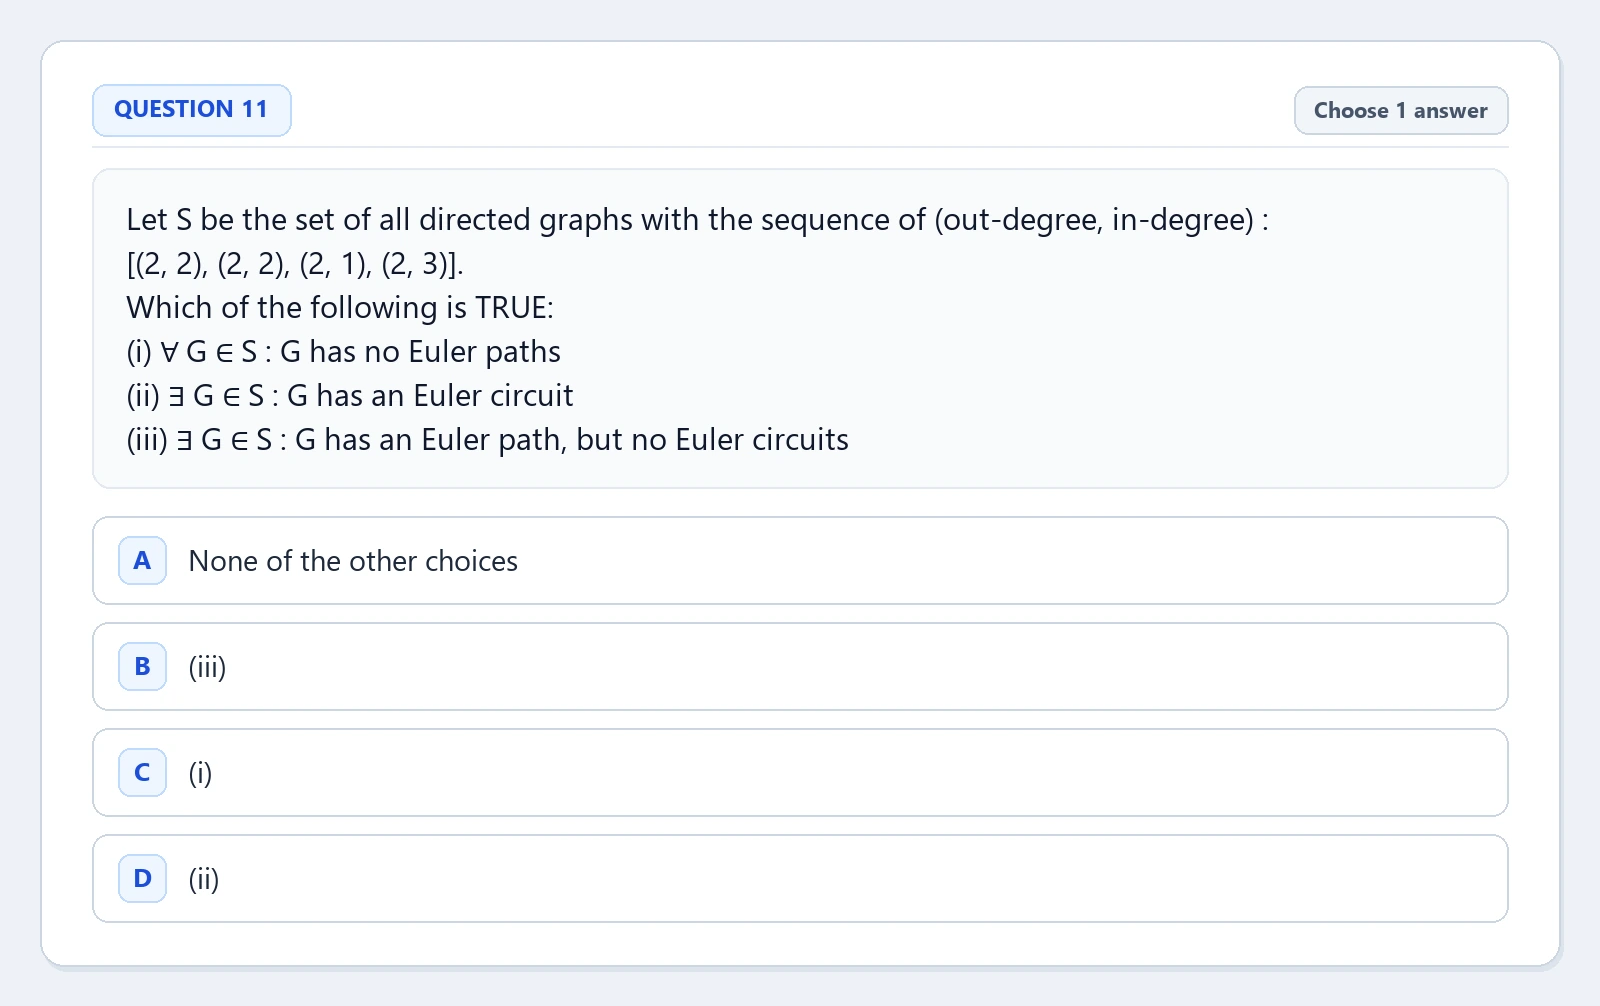 QUESTION 11
Choose 1 answer
Let S be the set of all directed graphs with the sequence of (out-degree, in-degree) :
[(2, 2), (2, 2), (2, 1), (2, 3)].
Which of the following is TRUE:
(i) ∀ G ∈ S : G has no Euler paths
(ii) ∃ G ∈ S : G has an Euler circuit
(iii) ∃ G ∈ S : G has an Euler path, but no Euler circuits
A None of the other choices
B (iii)
C (i)
D (ii)